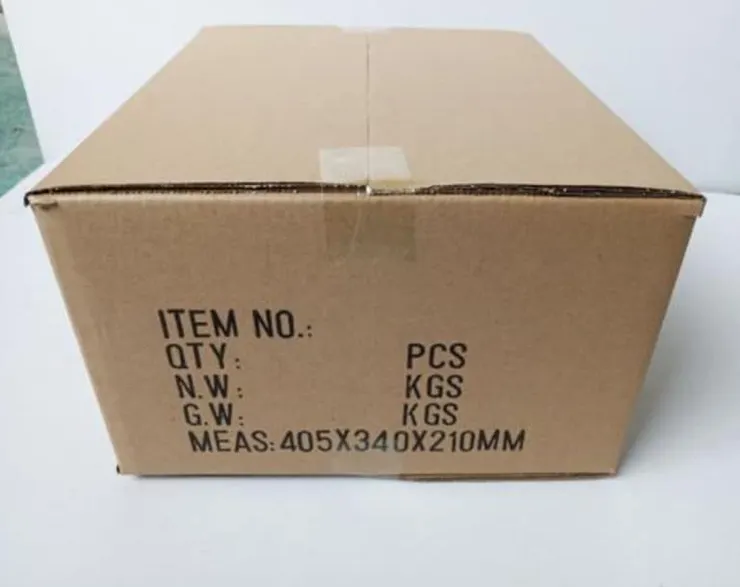 ITEM NO.:
QTY: PCS
N.W: KGS
G.W: KGS
MEAS:405X340X210MM